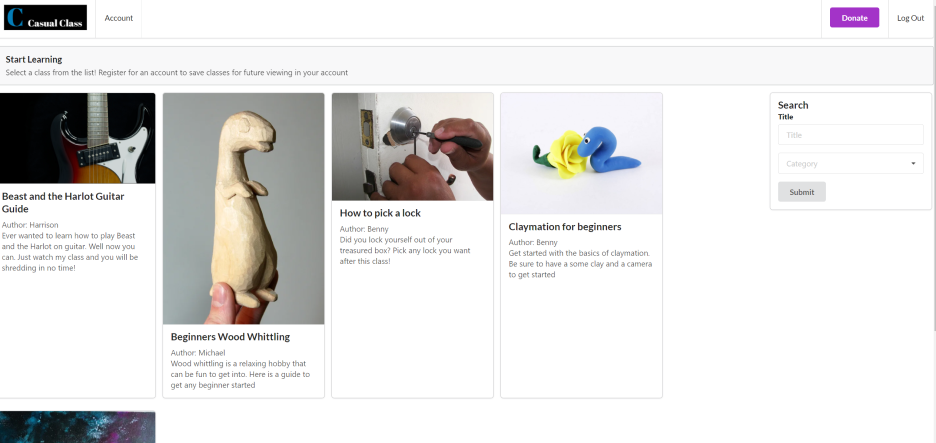 C Casual Class
Account
Donate
Log Out
Start Learning
Select a class from the list! Register for an account to save classes for future viewing in your account
Beast and the Harlot Guitar
Guide
Author: Harrison
Ever wanted to learn how to play Beast
and the Harlot on guitar. Well now you
can. Just watch my class and you will be
shredding in no time!
Beginners Wood Whittling
Author: Michael
Wood whittling is a relaxing hobby that
can be fun to get into. Here is a guide to
get any beginner started
How to pick a lock
Author: Benny
Did you lock yourself out of your
treasured box? Pick any lock you want
after this class!
Claymation for beginners
Author: Benny
Get started with the basics of claymation.
Be sure to have a some clay and a camera
to get started
Search
Title
Title
Category
Submit